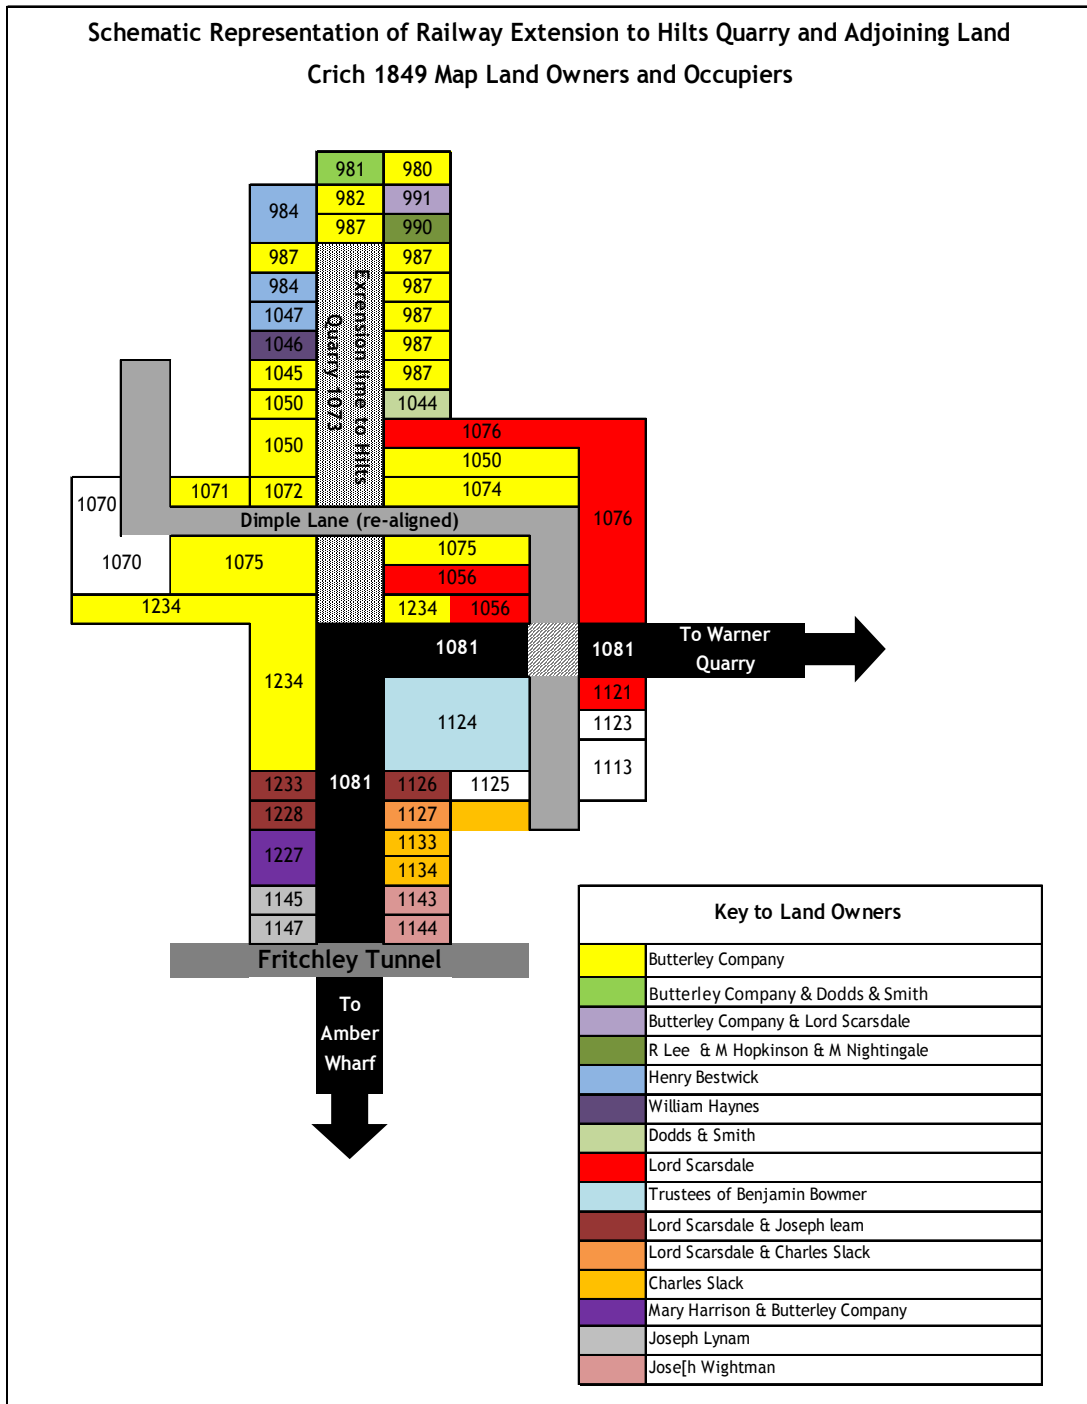 Schematic Representation of Railway Extension to Hilts Quarry and Adjoining Land
Crich 1849 Map Land Owners and Occupiers
981 980
984 982 991
987 990
987 987
984 987
1047 987
1046 987
1045 987
1050 1044
Exrension lime to Hilts
Quarry 1073
1076
1050 1050
1070 1071 1072 1074
1076
Dimple Lane (re-aligned)
1070 1075 1075
1056
1234 1234 1056
1081 1081 To Warner
Quarry
1234 1121
1124 1123
1113
1233 1081 1126 1125
1228 1127
1227 1133
1134
1145 1143
1147 1144
Fritchley Tunnel
To
Amber
Wharf
Key to Land Owners
Butterley Company
Butterley Company & Dodds & Smith
Butterley Company & Lord Scarsdale
R Lee & M Hopkinson & M Nightingale
Henry Bestwick
William Haynes
Dodds & Smith
Lord Scarsdale
Trustees of Benjamin Bowmer
Lord Scarsdale & Joseph leam
Lord Scarsdale & Charles Slack
Charles Slack
Mary Harrison & Butterley Company
Joseph Lynam
Jose[h Wightman